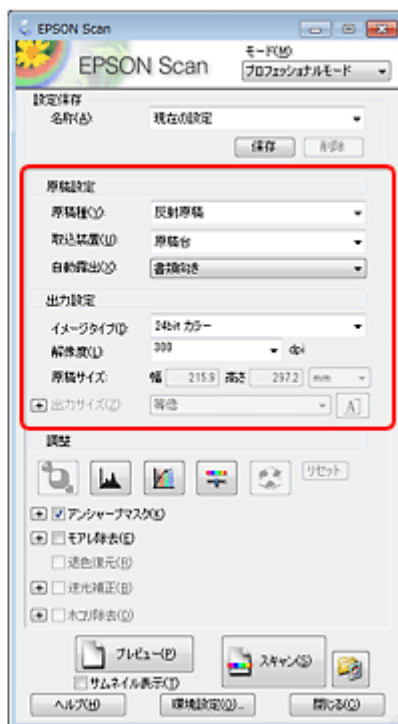 EPSON Scan
EPSON Scan
モード(M)
プロフェッショナルモード
設定保存
名称(A): 現在の設定
保存 削除
原稿設定
原稿種(Y): 反射原稿
取込装置(U): 原稿台
自動露出(X): 書類向き
出力設定
イメージタイプ(I): 24bit カラー
解像度(L): 300 dpi
原稿サイズ: 幅 215.9 高さ 297.2 mm
出力サイズ(Z): 等倍 A
調整
リセット
アンシャープマスク(K)
モアレ除去(E)
退色復元(R)
逆光補正(B)
ホコリ除去(D)
プレビュー(P) スキャン(S)
サムネイル表示(T)
ヘルプ(H) 環境設定(O)... 閉じる(C)